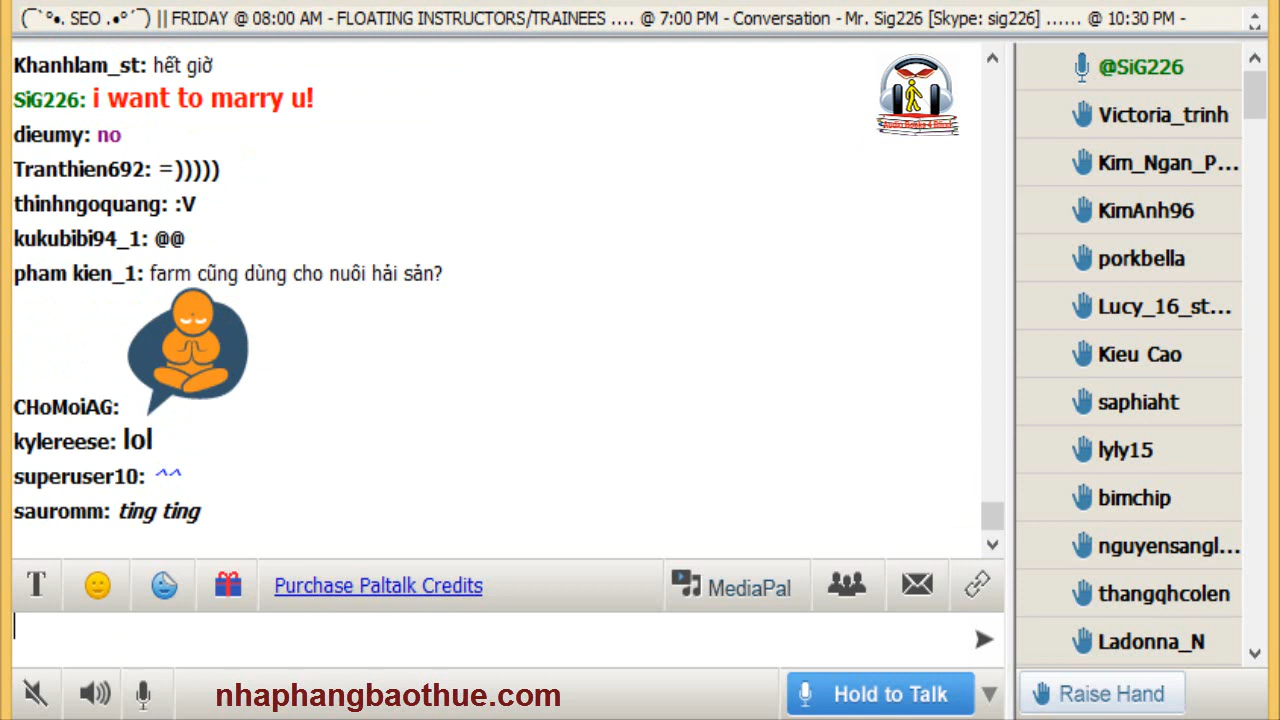 (¯`°•. SEO .•°´¯) || FRIDAY @ 08:00 AM - FLOATING INSTRUCTORS/TRAINEES .... @ 7:00 PM - Conversation - Mr. Sig226 [Skype: sig226] ...... @ 10:30 PM -
Khanhlam_st: hết giờ
SiG226: i want to marry u!
dieumy: no
Tranthien692: =)))))
thinhngoquang: :V
kukubibi94_1: @@
pham kien_1: farm cũng dùng cho nuôi hải sản?
CHoMoiAG:
kylereese: lol
superuser10: ^^
sauromm: ting ting
@SiG226
Victoria_trinh
Kim_Ngan_P...
KimAnh96
porkbella
Lucy_16_st...
Kieu Cao
saphiaht
lyly15
bimchip
nguyensangl...
thangqhcolen
Ladonna_N
T
Purchase Paltalk Credits
MediaPal
nhaphangbaothue.com
Hold to Talk
Raise Hand